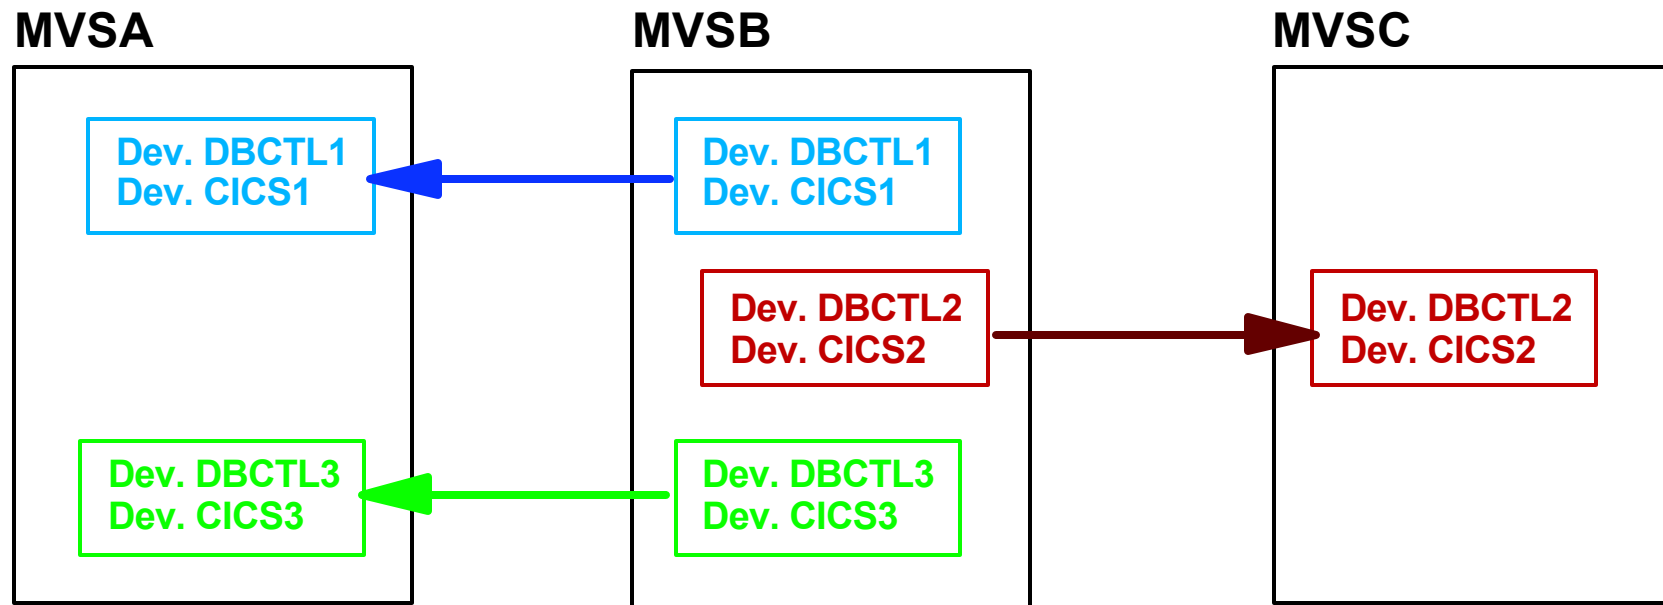 MVSA
MVSB
MVSC
Dev. DBCTL1
Dev. CICS1
Dev. DBCTL1
Dev. CICS1
Dev. DBCTL2
Dev. CICS2
Dev. DBCTL2
Dev. CICS2
Dev. DBCTL3
Dev. CICS3
Dev. DBCTL3
Dev. CICS3